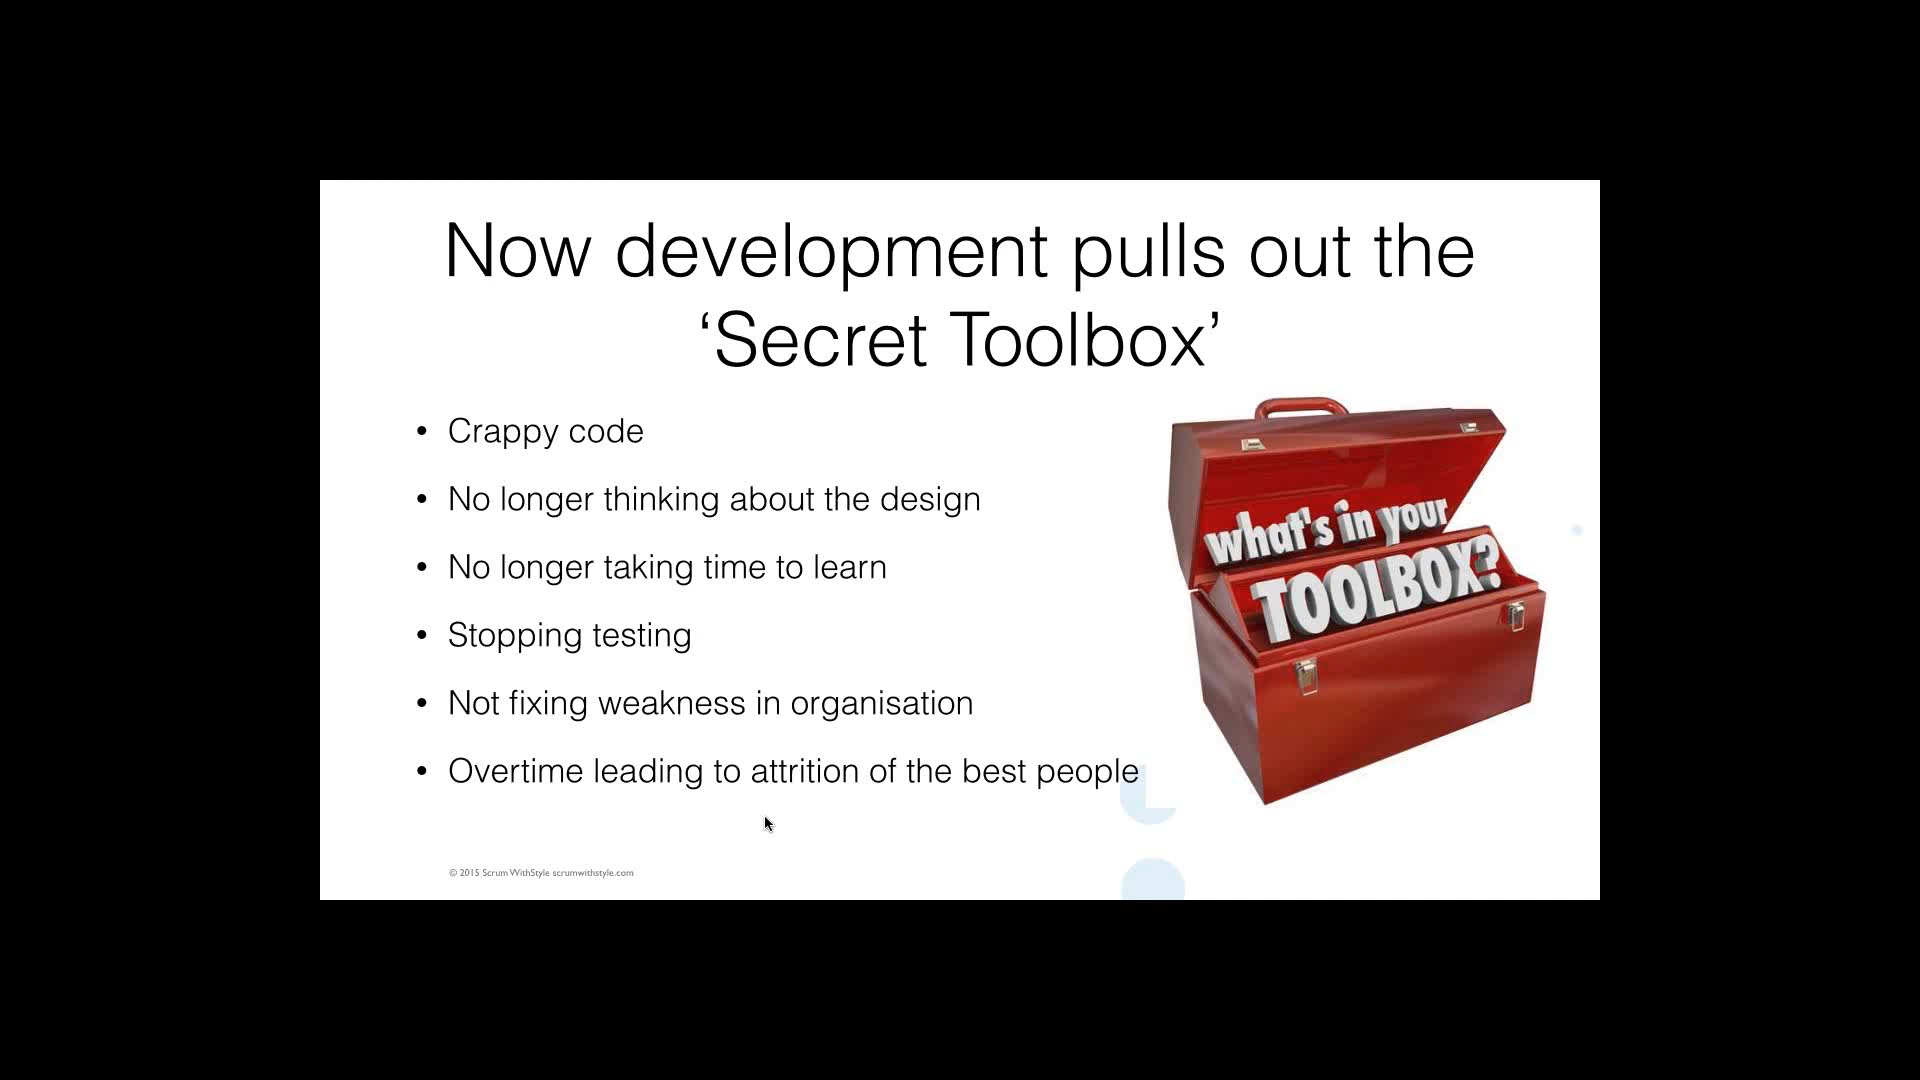 Now development pulls out the
‘Secret Toolbox’
• Crappy code
• No longer thinking about the design
• No longer taking time to learn
• Stopping testing
• Not fixing weakness in organisation
• Overtime leading to attrition of the best people
what's in your
TOOLBOX?
© 2015 Scrum WithStyle scrumwithstyle.com